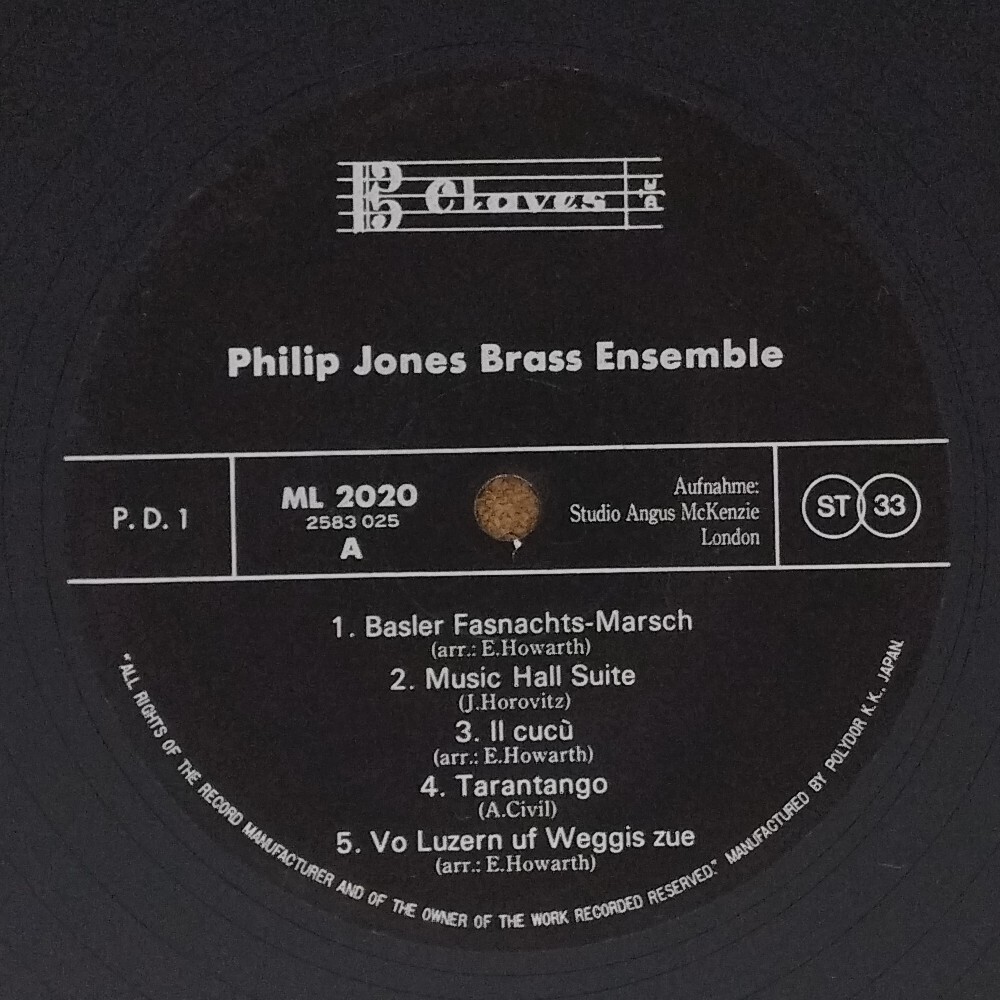 Claves
Philip Jones Brass Ensemble
P. D. 1
ML 2020
2583 025
A
Aufnahme:
Studio Angus McKenzie
London
ST 33
1. Basler Fasnachts-Marsch
(arr.: E.Howarth)
2. Music Hall Suite
(J.Horovitz)
3. Il cucù
(arr.: E.Howarth)
4. Tarantango
(A.Civil)
5. Vo Luzern uf Weggis zue
(arr.: E.Howarth)
"ALL RIGHTS OF THE RECORD MANUFACTURER AND OF THE OWNER OF THE WORK RECORDED RESERVED." MANUFACTURED BY POLYDOR K.K., JAPAN.